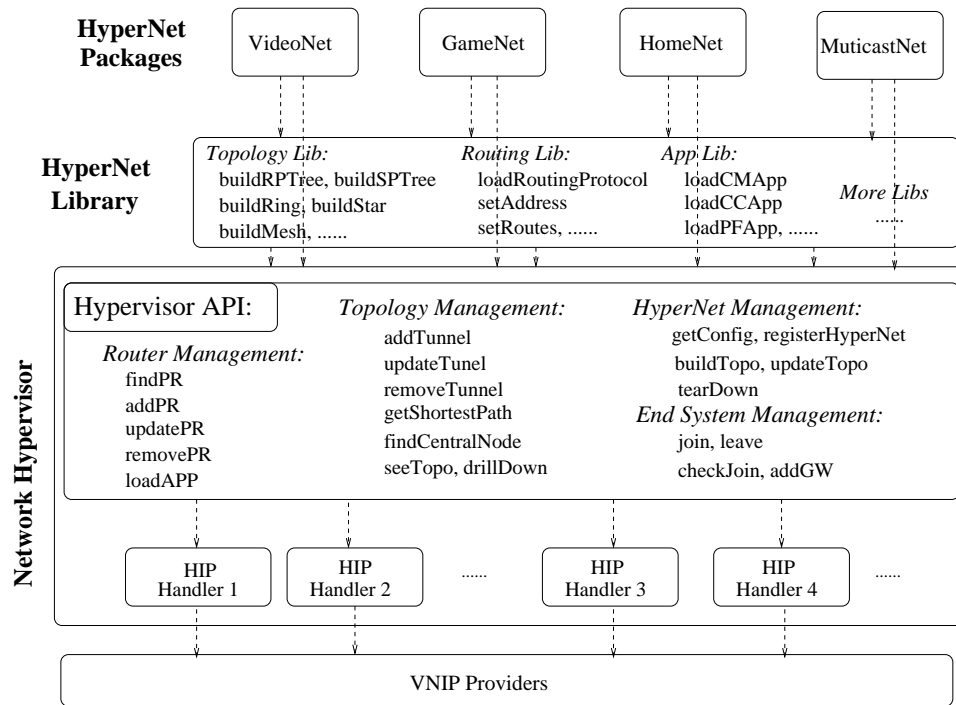 HyperNet
Packages
VideoNet
GameNet
HomeNet
MuticastNet
HyperNet
Library
Topology Lib:
buildRPTree, buildSPTree
buildRing, buildStar
buildMesh, ......
Routing Lib:
loadRoutingProtocol
setAddress
setRoutes, ......
App Lib:
loadCMApp
loadCCApp
loadPFApp, ......
More Libs
......
Network Hypervisor
Hypervisor API:
Router Management:
findPR
addPR
updatePR
removePR
loadAPP
Topology Management:
addTunnel
updateTunel
removeTunnel
getShortestPath
findCentralNode
seeTopo, drillDown
HyperNet Management:
getConfig, registerHyperNet
buildTopo, updateTopo
tearDown
End System Management:
join, leave
checkJoin, addGW
HIP
Handler 1
HIP
Handler 2
......
HIP
Handler 3
HIP
Handler 4
......
VNIP Providers